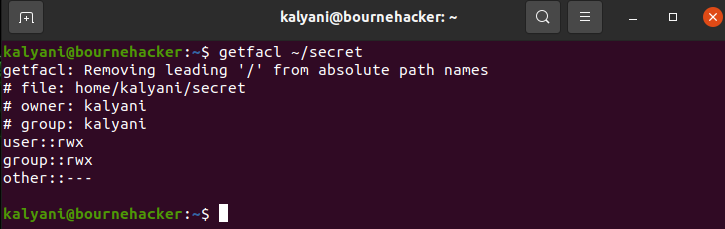 kalyani@bournehacker: ~
kalyani@bournehacker:~$ getfacl ~/secret
getfacl: Removing leading '/' from absolute path names
# file: home/kalyani/secret
# owner: kalyani
# group: kalyani
user::rwx
group::rwx
other::---
kalyani@bournehacker:~$